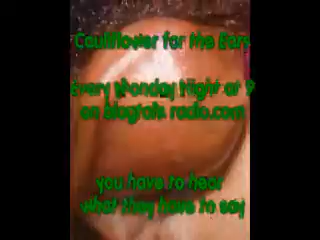 Cauliflower for the Ears
Every Monday Night at 9
on blogtalk radio.com
you have to hear
what they have to say